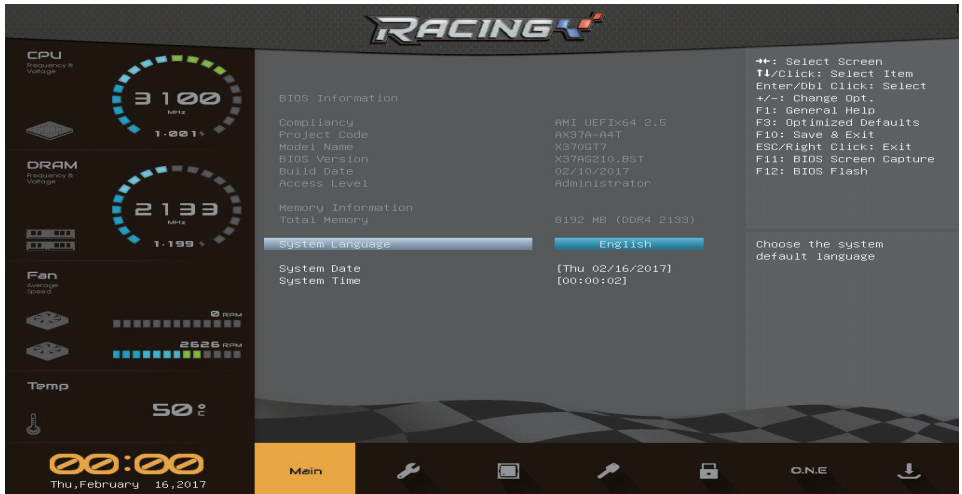 RACING
CPU
Frequency &
Voltage
3100
MHz
1.001
DRAM
Frequency &
Voltage
2133
MHz
1.199
Fan
Average
Speed
0 RPM
2626 RPM
Temp
50 °C
00:00
Thu,February 16,2017
BIOS Information
Compliancy AMI UEFIx64 2.5
Project Code AX37A-A4T
Model Name X370GT7
BIOS Version X37AG210.BST
Build Date 02/10/2017
Access Level Administrator
Memory Information
Total Memory 8192 MB (DDR4 2133)
System Language English
System Date [Thu 02/16/2017]
System Time [00:00:02]
→←: Select Screen
↑↓/Click: Select Item
Enter/Dbl Click: Select
+/-: Change Opt.
F1: General Help
F3: Optimized Defaults
F10: Save & Exit
ESC/Right Click: Exit
F11: BIOS Screen Capture
F12: BIOS Flash
Choose the system
default language
Main
O.N.E